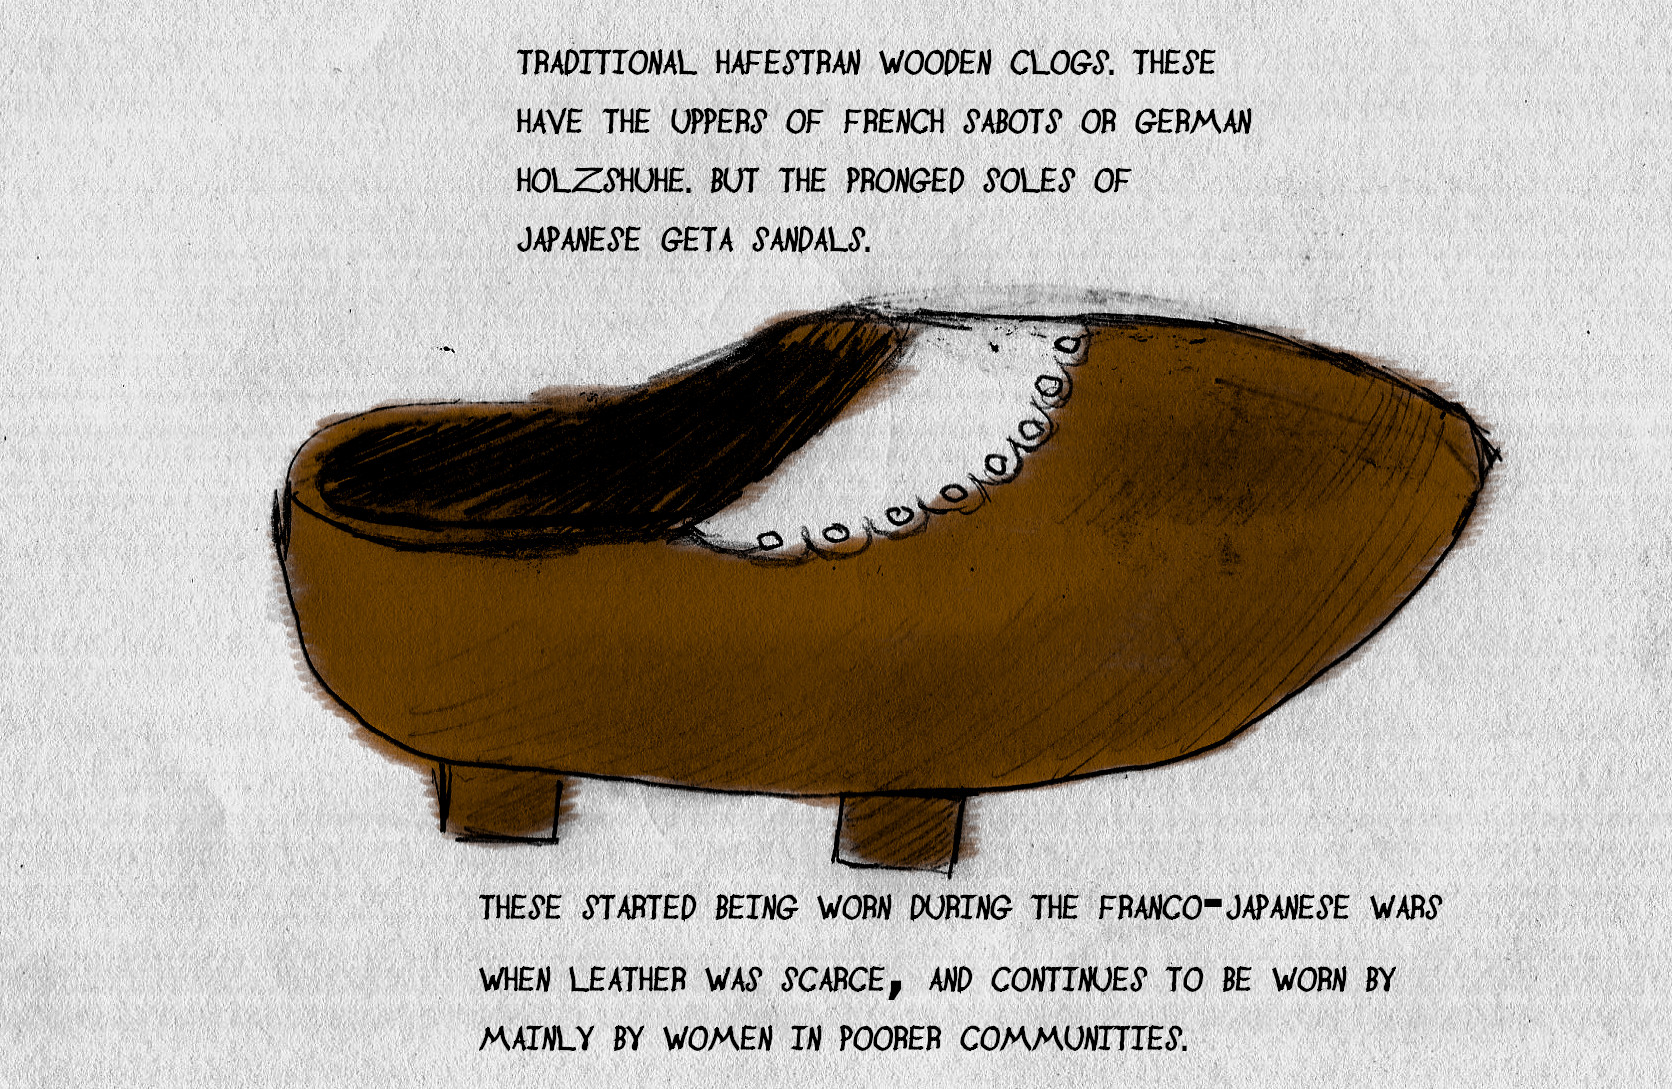 TRADITIONAL HAFESTRAN WOODEN CLOGS. THESE
HAVE THE UPPERS OF FRENCH SABOTS OR GERMAN
HOLZSHUHE. BUT THE PRONGED SOLES OF
JAPANESE GETA SANDALS.
THESE STARTED BEING WORN DURING THE FRANCO-JAPANESE WARS
WHEN LEATHER WAS SCARCE, AND CONTINUES TO BE WORN BY
MAINLY BY WOMEN IN POORER COMMUNITIES.